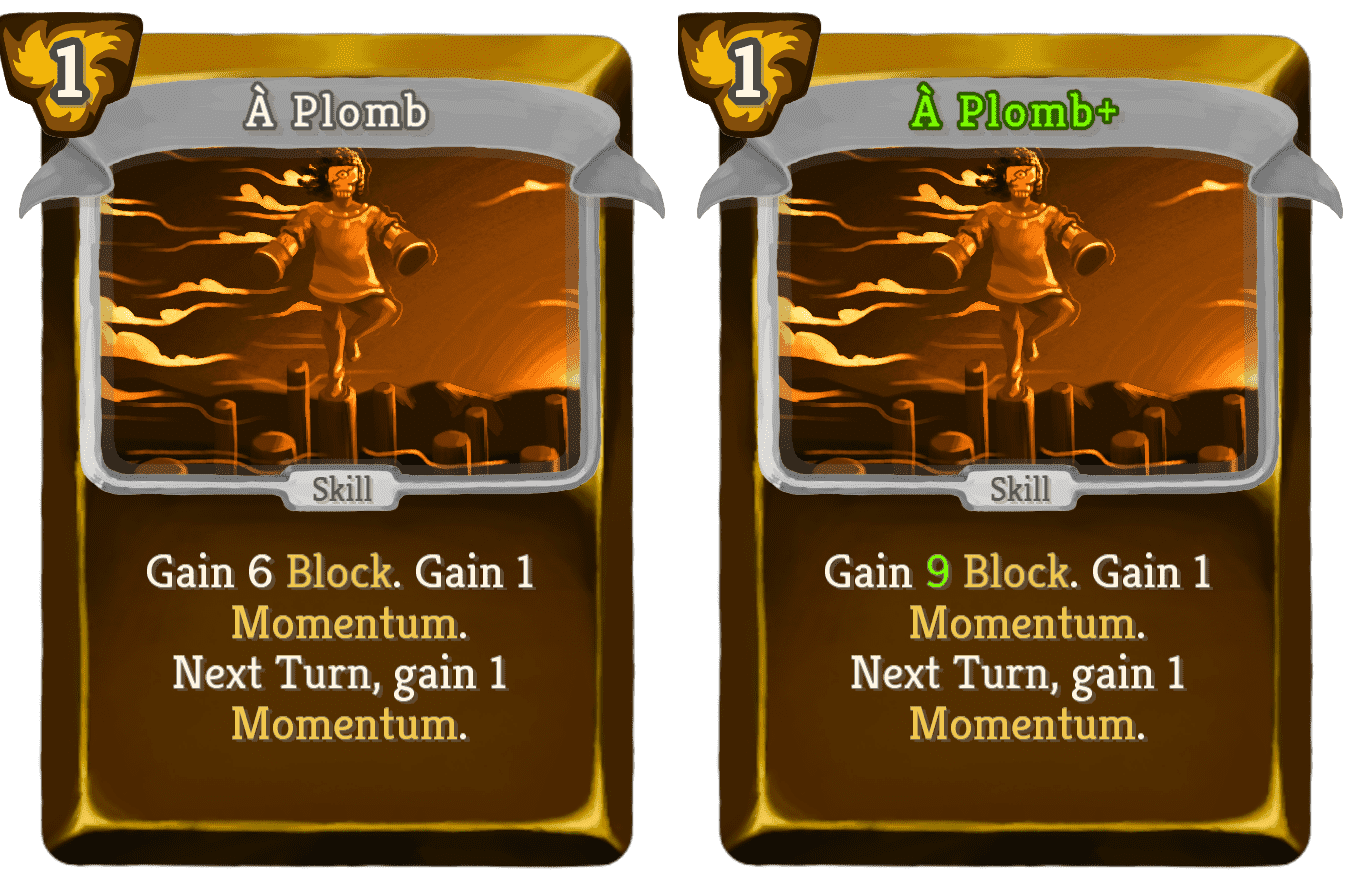 1
À Plomb
Skill
Gain 6 Block. Gain 1
Momentum.
Next Turn, gain 1
Momentum.
1
À Plomb+
Skill
Gain 9 Block. Gain 1
Momentum.
Next Turn, gain 1
Momentum.